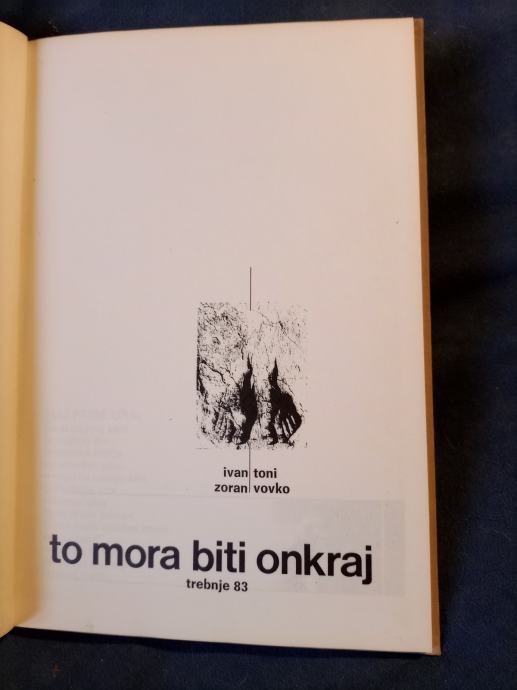 ivan toni
zoran vovko
to mora biti onkraj
trebnje 83